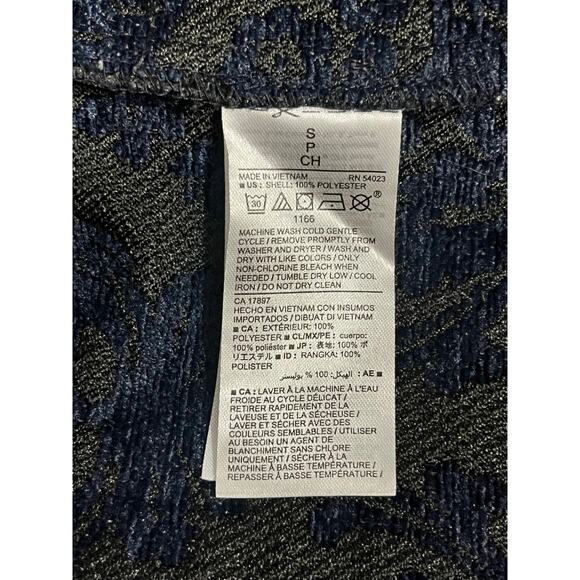 S
P
CH
MADE IN VIETNAM RN 54023
■ US : SHELL: 100% POLYESTER
30 ®
1166
MACHINE WASH COLD GENTLE
CYCLE / REMOVE PROMPTLY FROM
WASHER AND DRYER / WASH AND
DRY WITH LIKE COLORS / ONLY
NON-CHLORINE BLEACH WHEN
NEEDED / TUMBLE DRY LOW / COOL
IRON / DO NOT DRY CLEAN
CA 17897
HECHO EN VIETNAM CON INSUMOS
IMPORTADOS / DIBUAT DI VIETNAM
■ CA : EXTÉRIEUR: 100%
POLYESTER ■ CL/MX/PE : cuerpo:
100% poliéster ■ JP : 表地: 100% ポ
リエステル ■ ID : RANGKA: 100%
POLISTER
■ AE : الهيكل: 100 % بوليستر
■ CA : LAVER À LA MACHINE À L'EAU
FROIDE AU CYCLE DÉLICAT /
RETIRER RAPIDEMENT DE LA
LAVEUSE ET DE LA SÉCHEUSE /
LAVER ET SÉCHER AVEC DES
COULEURS SEMBLABLES / UTILISER
AU BESOIN UN AGENT DE
BLANCHIMENT SANS CHLORE
UNIQUEMENT / SÉCHER À LA
MACHINE À BASSE TEMPÉRATURE /
REPASSER À BASSE TEMPÉRATURE /